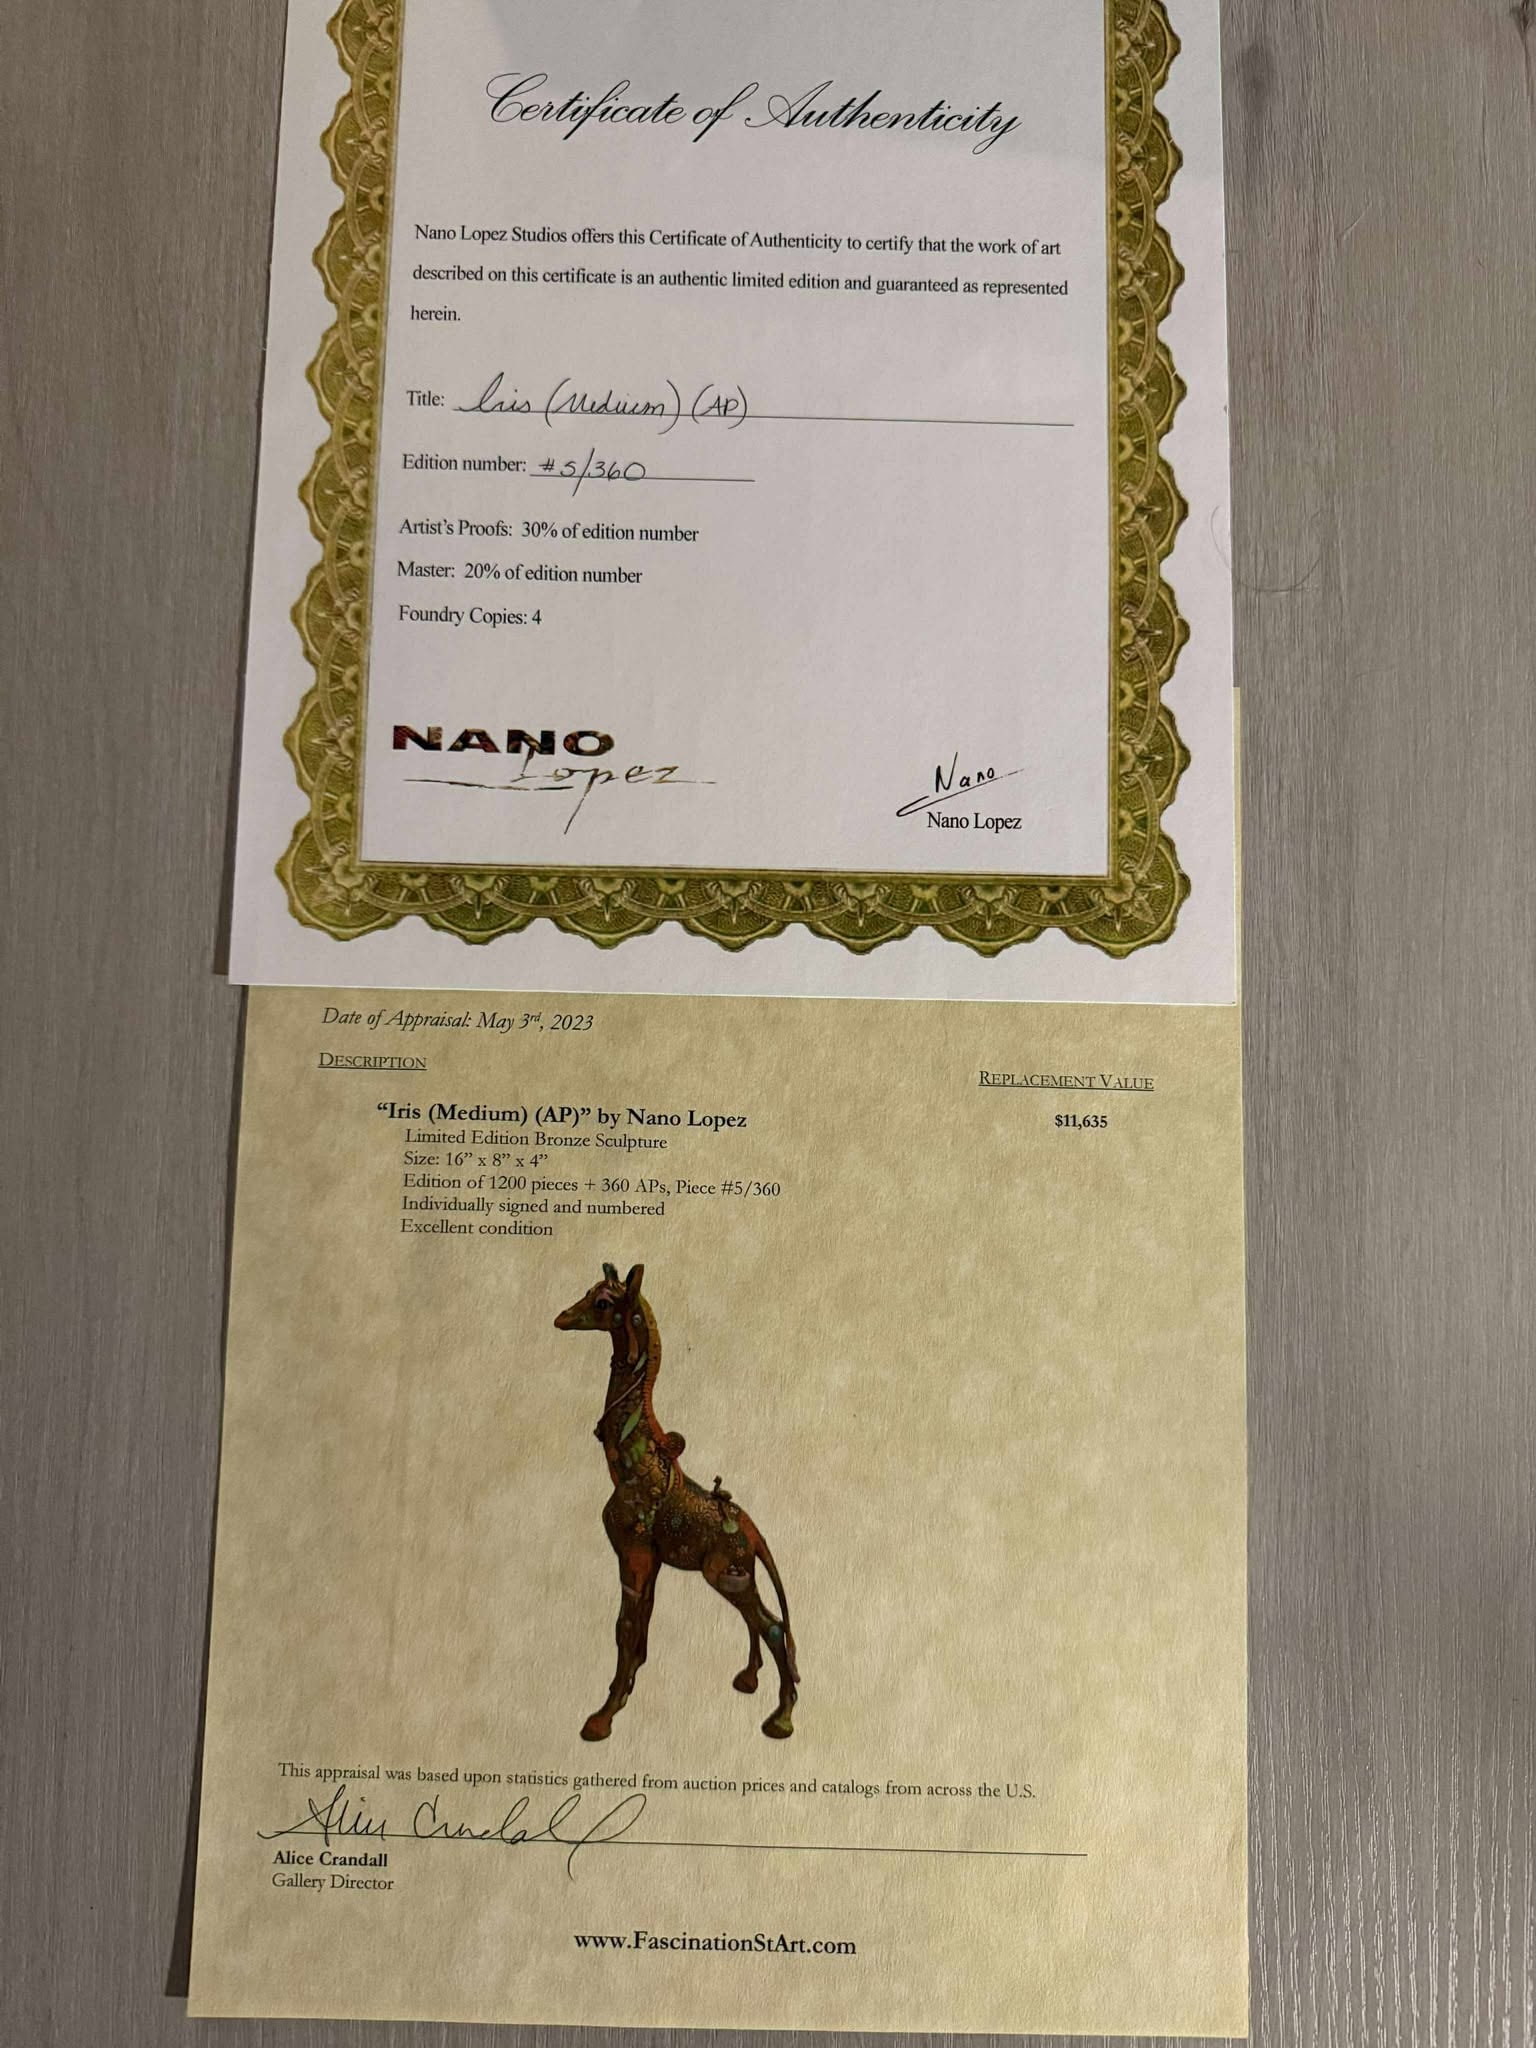 Certificate of Authenticity
Nano Lopez Studios offers this Certificate of Authenticity to certify that the work of art
described on this certificate is an authentic limited edition and guaranteed as represented
herein.
Title: Iris (Medium) (AP)
Edition number: #5/360
Artist's Proofs: 30% of edition number
Master: 20% of edition number
Foundry Copies: 4
NANO
Lopez
Nano
Nano Lopez
Date of Appraisal: May 3rd, 2023
DESCRIPTION
REPLACEMENT VALUE
"Iris (Medium) (AP)" by Nano Lopez
$11,635
Limited Edition Bronze Sculpture
Size: 16" x 8" x 4"
Edition of 1200 pieces + 360 APs, Piece #5/360
Individually signed and numbered
Excellent condition
This appraisal was based upon statistics gathered from auction prices and catalogs from across the U.S.
Alice Crandall
Alice Crandall
Gallery Director
www.FascinationStArt.com